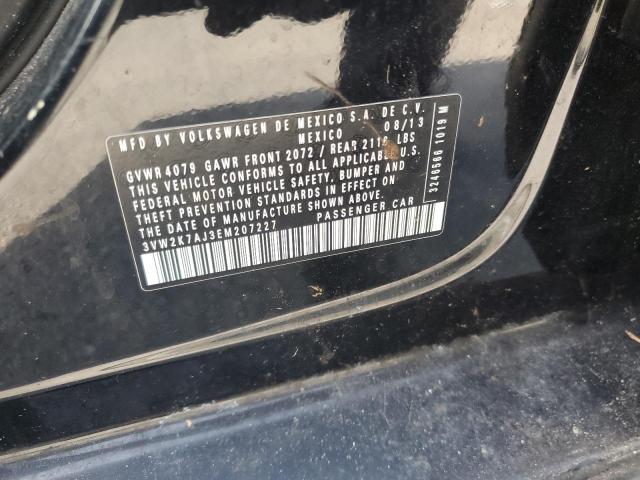 MFD BY VOLKSWAGEN DE MEXICO S.A. DE C.V.
MEXICO 08/13
GVWR 4079 GAWR FRONT 2072 / REAR 2116 LBS
THIS VEHICLE CONFORMS TO ALL APPLICABLE U.S.
FEDERAL MOTOR VEHICLE SAFETY, BUMPER AND
THEFT PREVENTION STANDARDS IN EFFECT ON
THE DATE OF MANUFACTURE SHOWN ABOVE.
3VW2K7AJ3EM207227 PASSENGER CAR
3246566 1019 M